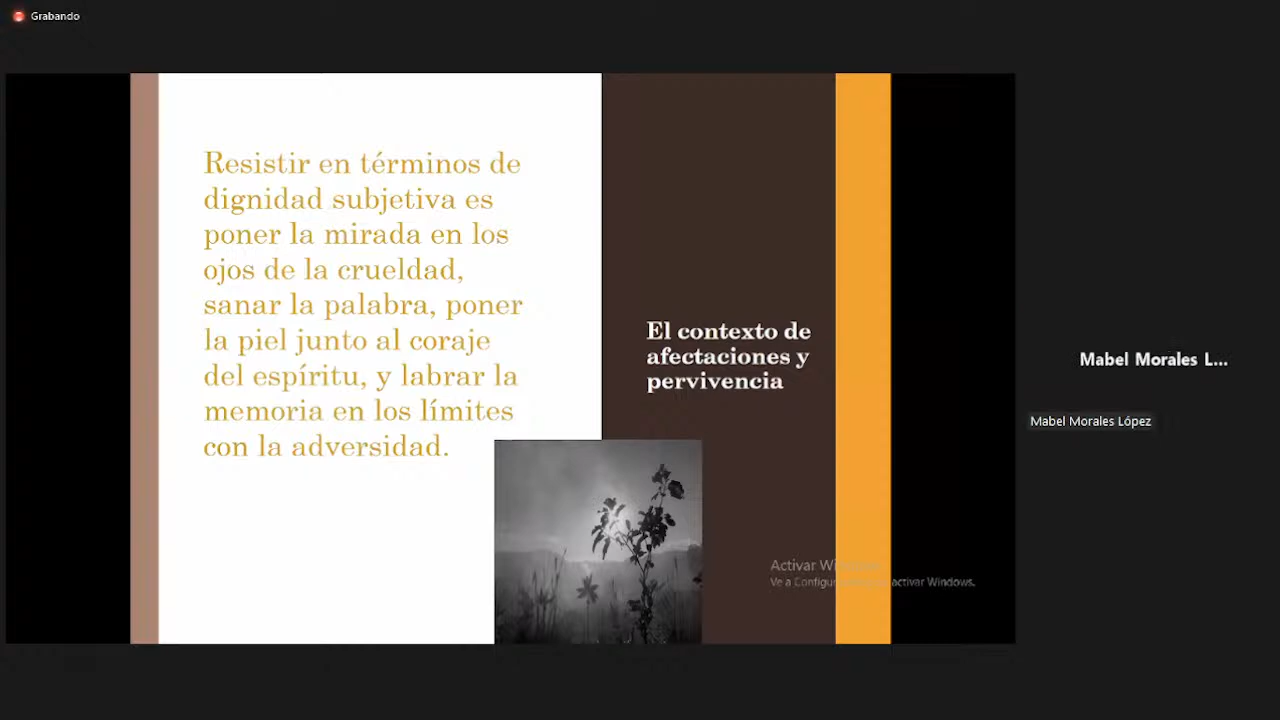 Grabando
Resistir en términos de
dignidad subjetiva es
poner la mirada en los
ojos de la crueldad,
sanar la palabra, poner
la piel junto al coraje
del espíritu, y labrar la
memoria en los límites
con la adversidad.
El contexto de
afectaciones y
pervivencia
Activar
Ve a activar Windows.
Mabel Morales L...
Mabel Morales López